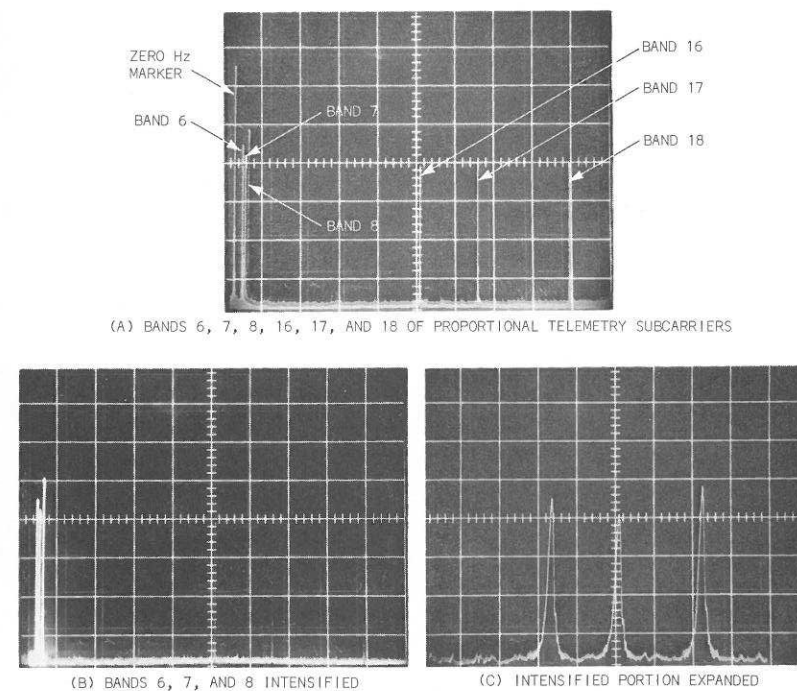 ZERO Hz
MARKER
BAND 6
BAND 7
BAND 8
BAND 16
BAND 17
BAND 18
(A) BANDS 6, 7, 8, 16, 17, AND 18 OF PROPORTIONAL TELEMETRY SUBCARRIERS
(B) BANDS 6, 7, AND 8 INTENSIFIED
(C) INTENSIFIED PORTION EXPANDED